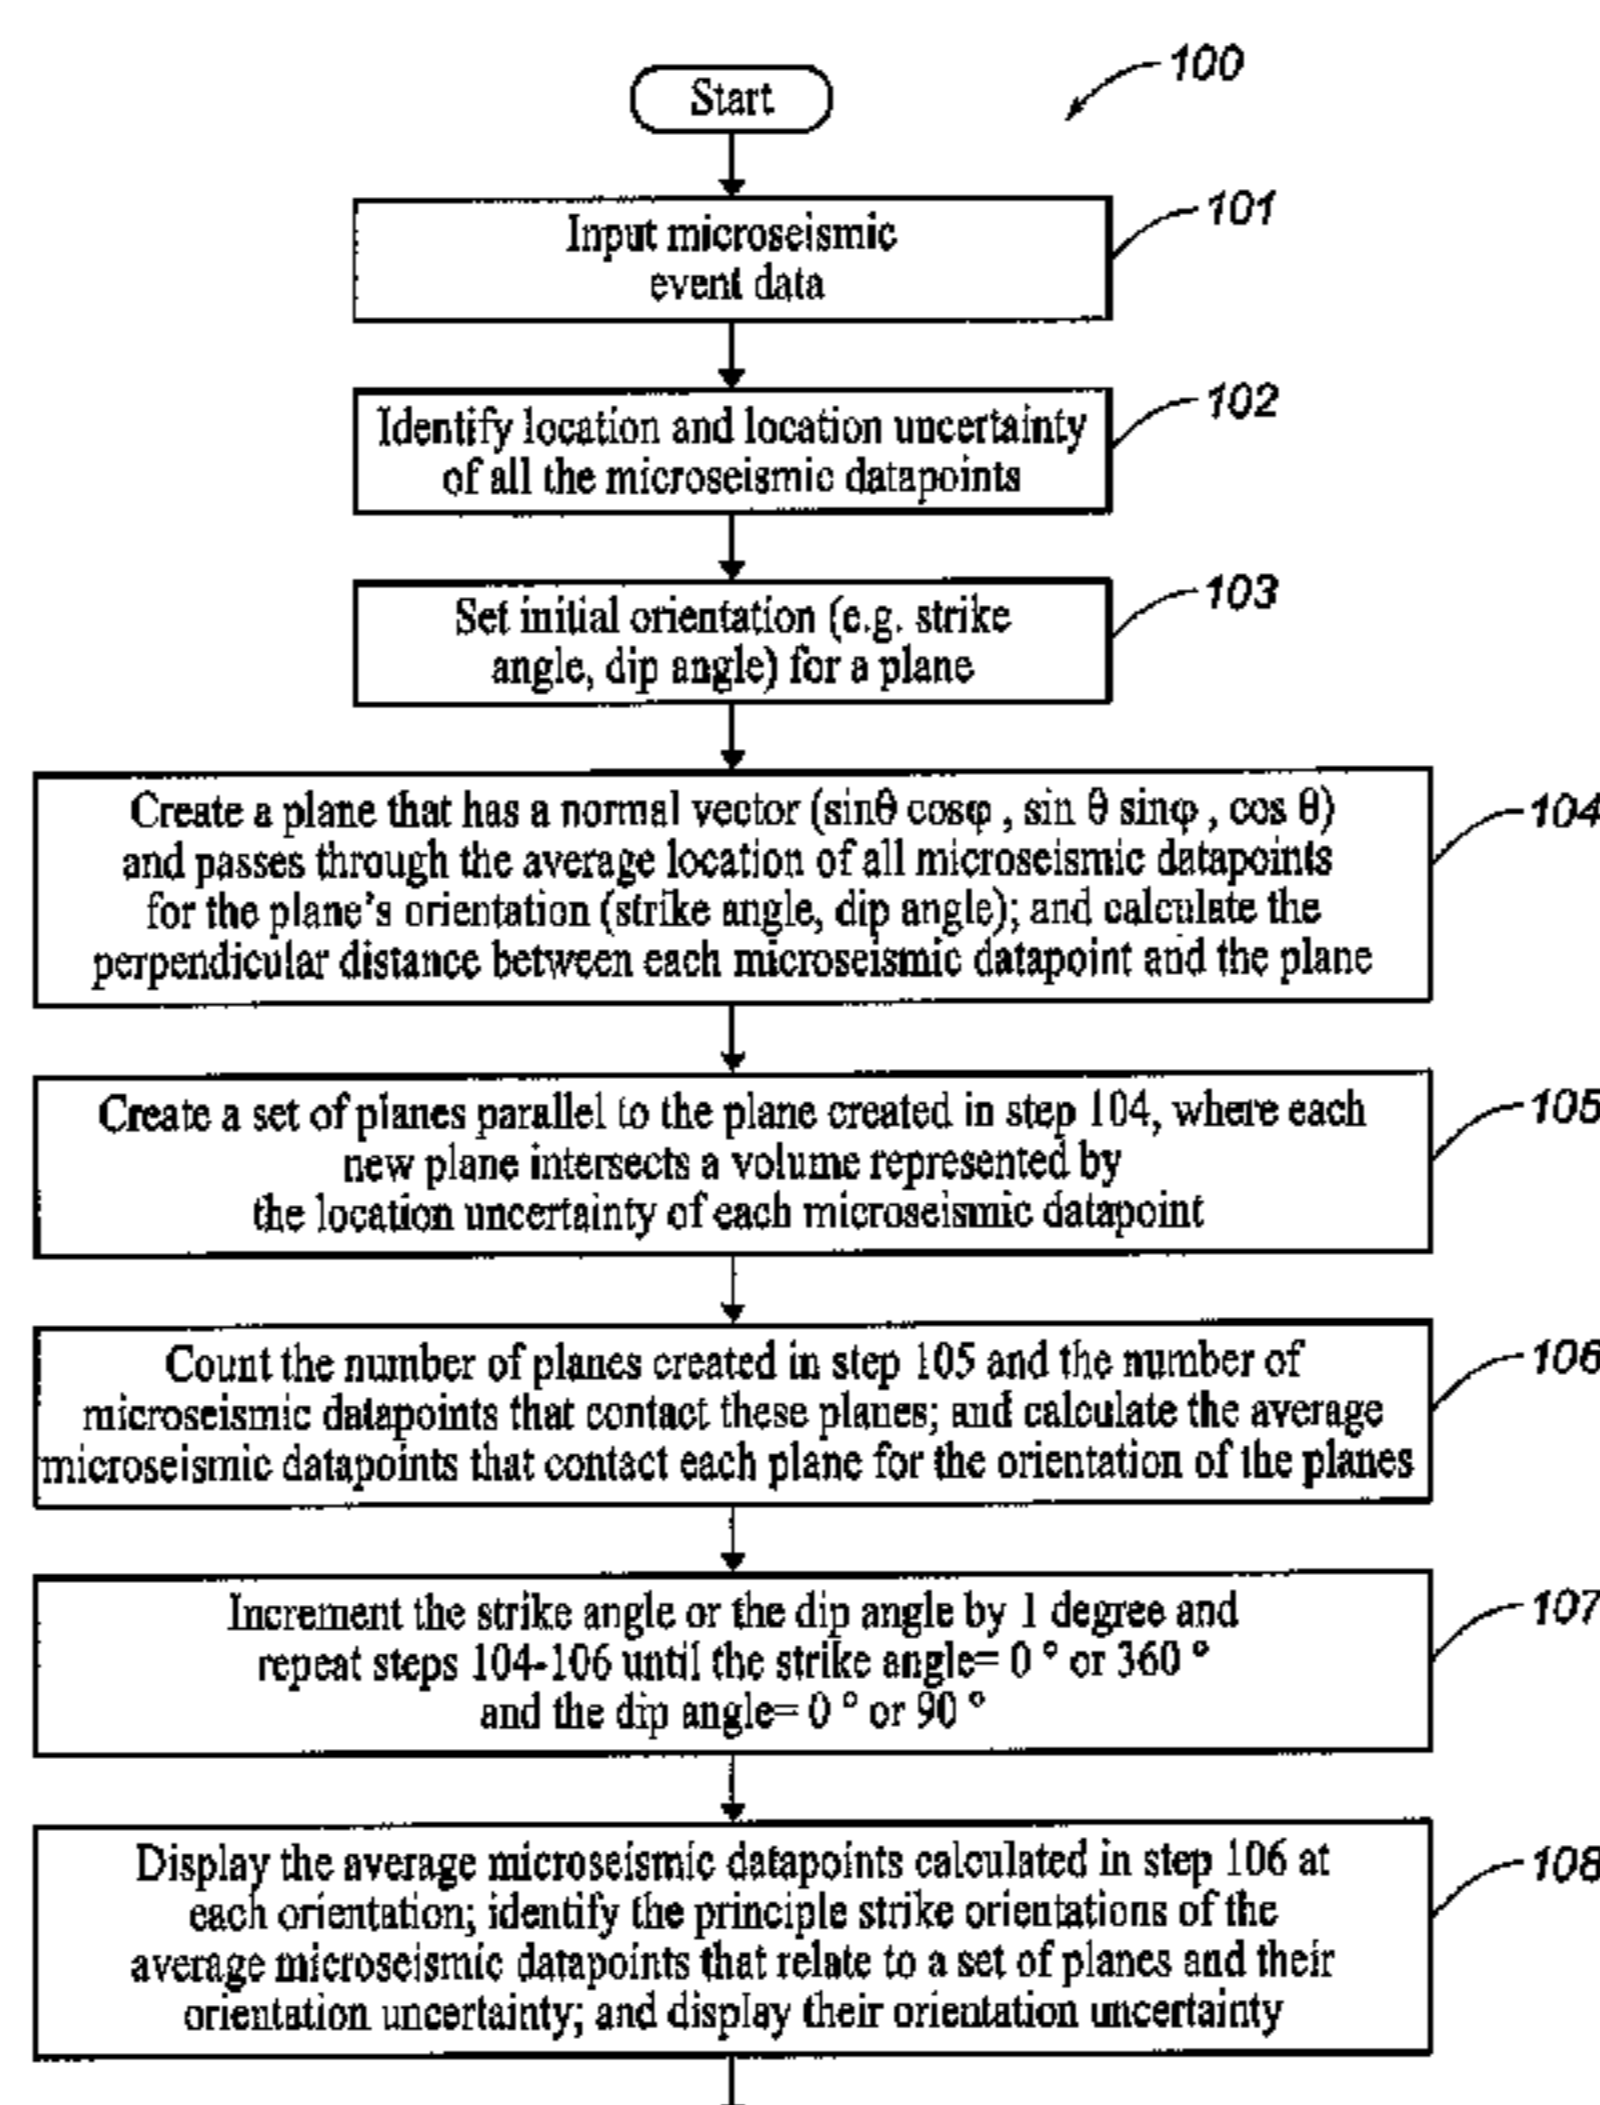 100
Start
101
Input microseismic
event data
102
Identify location and location uncertainty
of all the microseismic datapoints
103
Set initial orientation (e.g. strike
angle, dip angle) for a plane
104
Create a plane that has a normal vector (sinθ cosφ , sin θ sinφ , cos θ)
and passes through the average location of all microseismic datapoints
for the plane's orientation (strike angle, dip angle); and calculate the
perpendicular distance between each microseismic datapoint and the plane
105
Create a set of planes parallel to the plane created in step 104, where each
new plane intersects a volume represented by
the location uncertainty of each microseismic datapoint
106
Count the number of planes created in step 105 and the number of
microseismic datapoints that contact these planes; and calculate the average
microseismic datapoints that contact each plane for the orientation of the planes
107
Increment the strike angle or the dip angle by 1 degree and
repeat steps 104-106 until the strike angle= 0 ° or 360 °
and the dip angle= 0 ° or 90 °
108
Display the average microseismic datapoints calculated in step 106 at
each orientation; identify the principle strike orientations of the
average microseismic datapoints that relate to a set of planes and their
orientation uncertainty; and display their orientation uncertainty